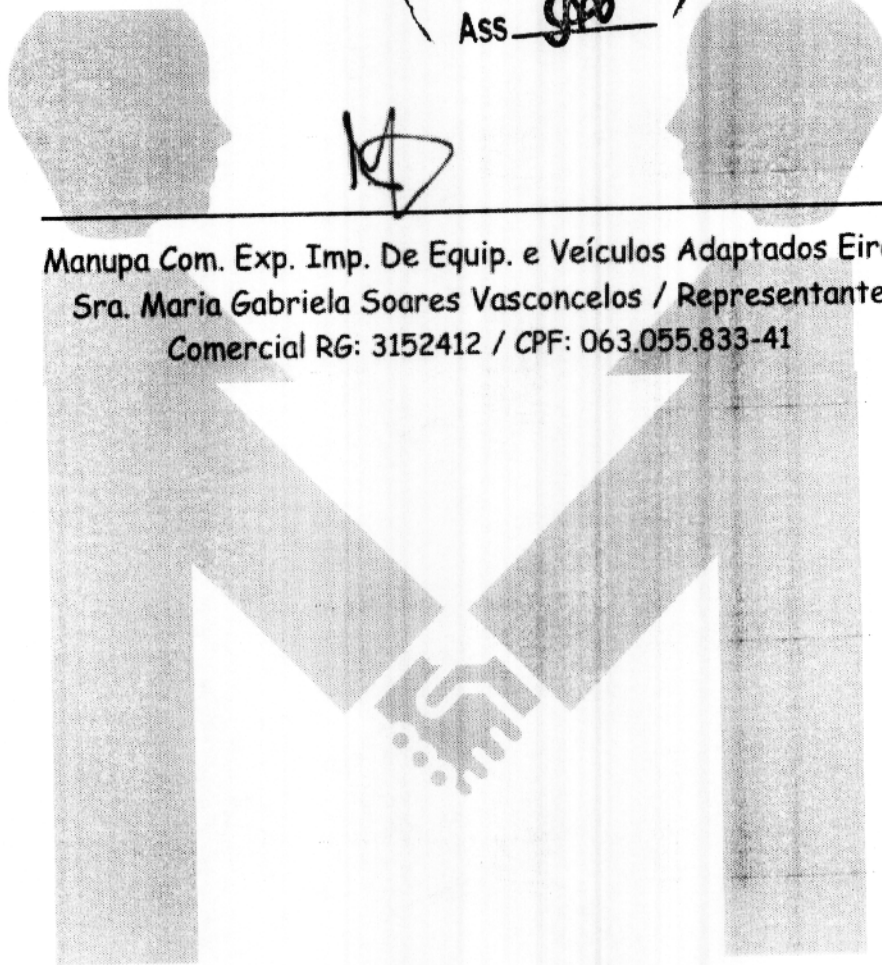 Ass
Manupa Com. Exp. Imp. De Equip. e Veículos Adaptados Eire
Sra. Maria Gabriela Soares Vasconcelos / Representante
Comercial RG: 3152412 / CPF: 063.055.833-41